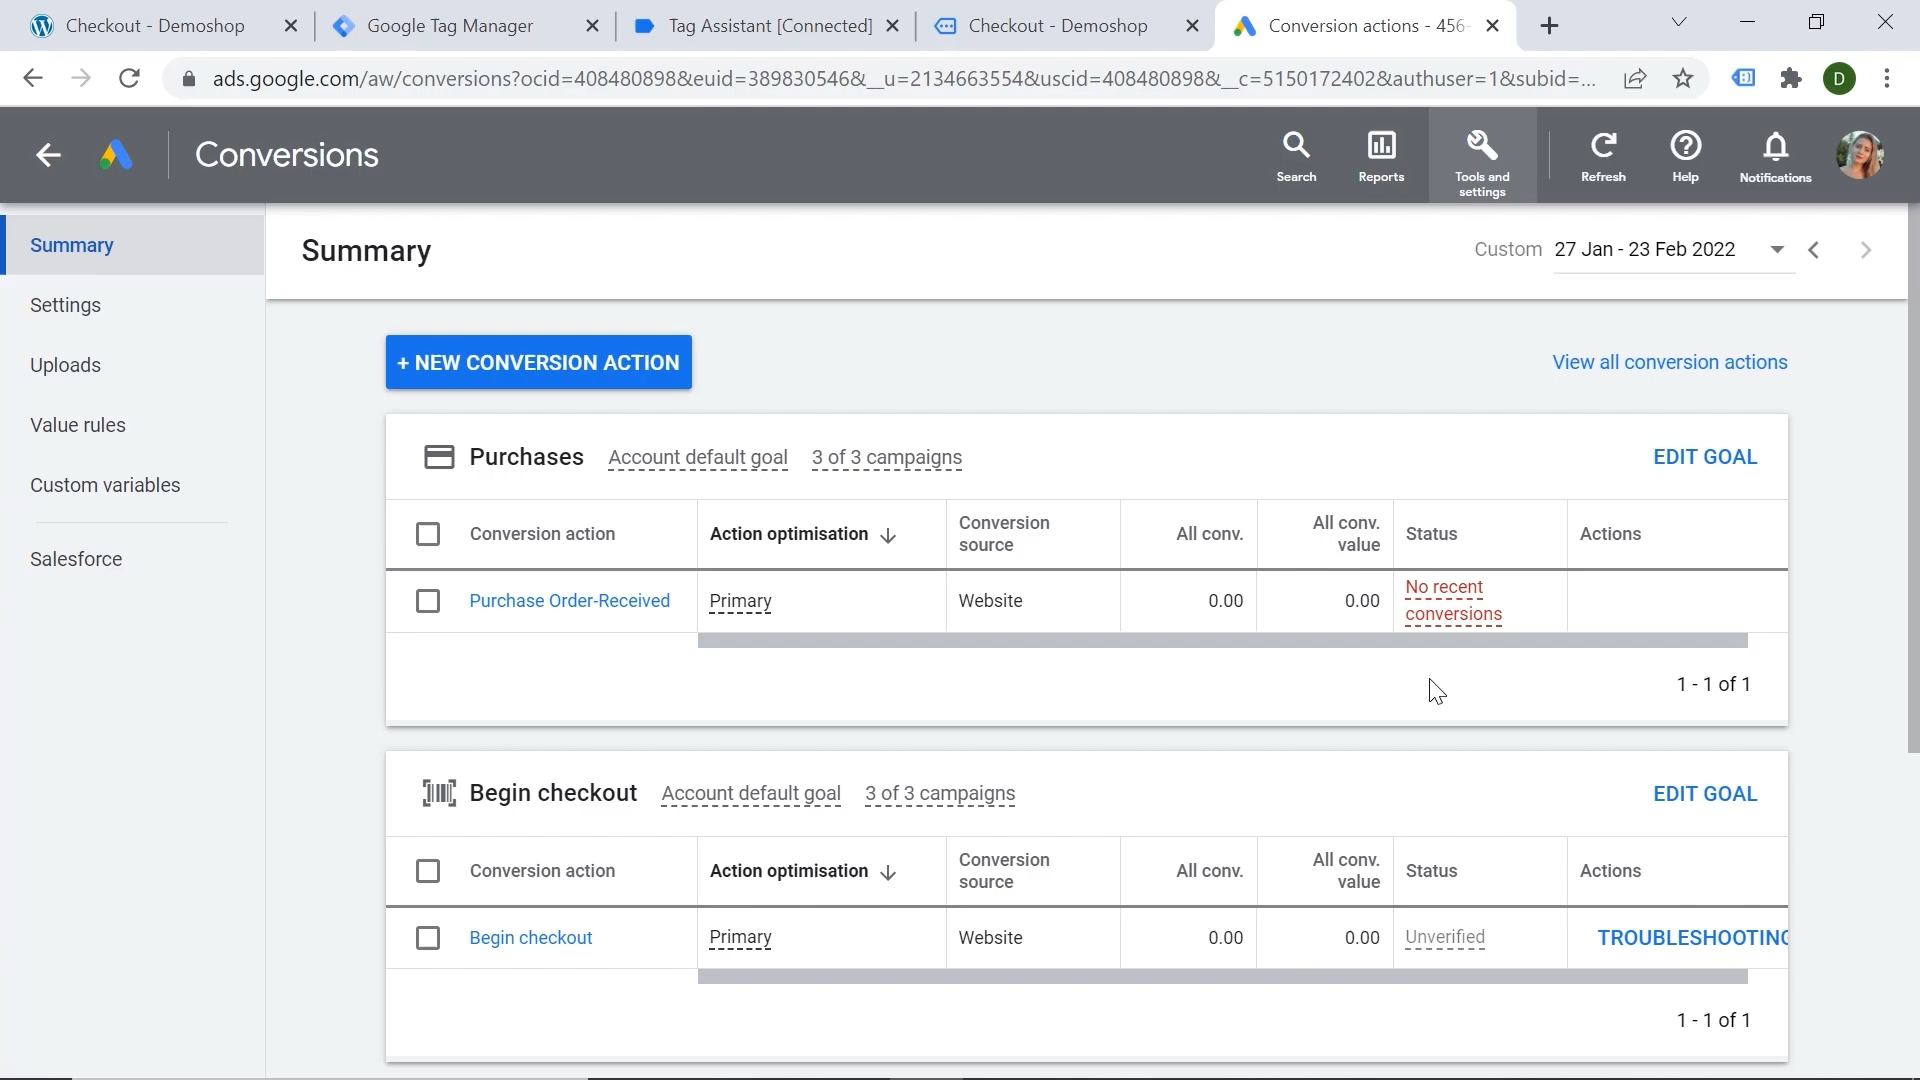 Checkout - Demoshop
Google Tag Manager
Tag Assistant [Connected]
Checkout - Demoshop
Conversion actions - 456-
ads.google.com/aw/conversions?ocid=408480898&euid=389830546&__u=2134663554&uscid=408480898&__c=5150172402&authuser=1&subid=...
D
Conversions
Search
Reports
Tools and
settings
Refresh
Help
Notifications
Summary
Settings
Uploads
Value rules
Custom variables
Salesforce
Summary
Custom 27 Jan - 23 Feb 2022
+ NEW CONVERSION ACTION
View all conversion actions
Purchases Account default goal 3 of 3 campaigns
EDIT GOAL
Conversion action
Action optimisation
Conversion
source
All conv.
All conv.
value
Status
Actions
Purchase Order-Received
Primary
Website
0.00
0.00
No recent
conversions
1 - 1 of 1
Begin checkout Account default goal 3 of 3 campaigns
EDIT GOAL
Conversion action
Action optimisation
Conversion
source
All conv.
All conv.
value
Status
Actions
Begin checkout
Primary
Website
0.00
0.00
Unverified
TROUBLESHOOTING
1 - 1 of 1